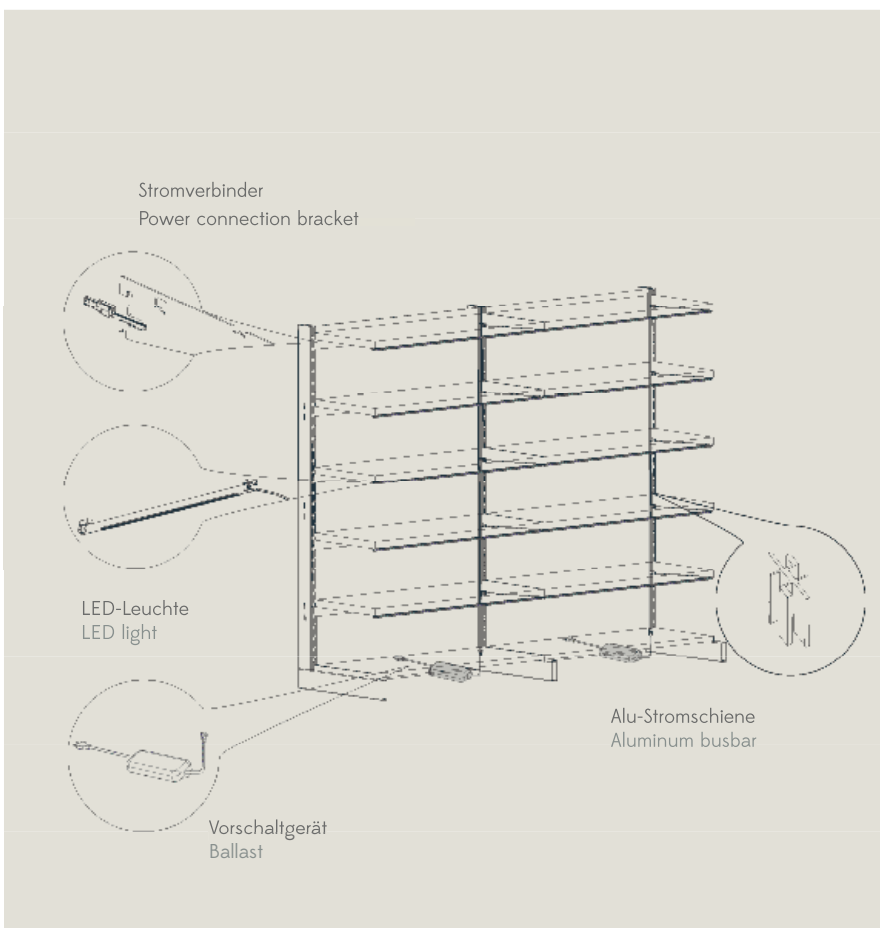 Stromverbinder
Power connection bracket
LED-Leuchte
LED light
Alu-Stromschiene
Aluminum busbar
Vorschaltgerät
Ballast